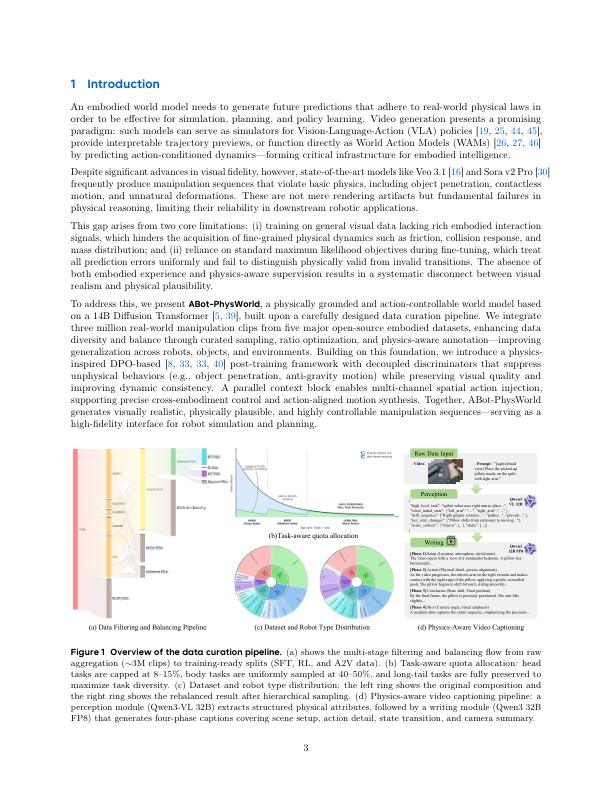 1 Introduction
An embodied world model needs to generate future predictions that adhere to real-world physical laws in
order to be effective for simulation, planning, and policy learning. Video generation presents a promising
paradigm: such models can serve as simulators for Vision-Language-Action (VLA) policies [19, 25, 44, 45],
provide interpretable trajectory previews, or function directly as World Action Models (WAMs) [26, 27, 46]
by predicting action-conditioned dynamics—forming critical infrastructure for embodied intelligence.
Despite significant advances in visual fidelity, however, state-of-the-art models like Veo 3.1 [16] and Sora v2 Pro [30]
frequently produce manipulation sequences that violate basic physics, including object penetration, contactless
motion, and unnatural deformations. These are not mere rendering artifacts but fundamental failures in
physical reasoning, limiting their reliability in downstream robotic applications.
This gap arises from two core limitations: (i) training on general visual data lacking rich embodied interaction
signals, which hinders the acquisition of fine-grained physical dynamics such as friction, collision response, and
mass distribution; and (ii) reliance on standard maximum likelihood objectives during fine-tuning, which treat
all prediction errors uniformly and fail to distinguish physically valid from invalid transitions. The absence of
both embodied experience and physics-aware supervision results in a systematic disconnect between visual
realism and physical plausibility.
To address this, we present ABot-PhysWorld, a physically grounded and action-controllable world model based
on a 14B Diffusion Transformer [5, 39], built upon a carefully designed data curation pipeline. We integrate
three million real-world manipulation clips from five major open-source embodied datasets, enhancing data
diversity and balance through curated sampling, ratio optimization, and physics-aware annotation—improving
generalization across robots, objects, and environments. Building on this foundation, we introduce a physics-
inspired DPO-based [8, 33, 33, 40] post-training framework with decoupled discriminators that suppress
unphysical behaviors (e.g., object penetration, anti-gravity motion) while preserving visual quality and
improving dynamic consistency. A parallel context block enables multi-channel spatial action injection,
supporting precise cross-embodiment control and action-aligned motion synthesis. Together, ABot-PhysWorld
generates visually realistic, physically plausible, and highly controllable manipulation sequences—serving as a
high-fidelity interface for robot simulation and planning.
Raw Data Input
- Video:
Perception
Qwen3
VL 32B
Writing
Qwen3
32B FP8
(b)Task-aware quota allocation
(a) Data Filtering and Balancing Pipeline
(c) Dataset and Robot Type Distribution
(d) Physics-Aware Video Captioning
Figure 1 Overview of the data curation pipeline. (a) shows the multi-stage filtering and balancing flow from raw
aggregation (~3M clips) to training-ready splits (SFT, RL, and A2V data). (b) Task-aware quota allocation: head
tasks are capped at 8–15%, body tasks are uniformly sampled at 40–50%, and long-tail tasks are fully preserved to
maximize task diversity. (c) Dataset and robot type distribution: the left ring shows the original composition and
the right ring shows the rebalanced result after hierarchical sampling. (d) Physics-aware video captioning pipeline: a
perception module (Qwen3-VL 32B) extracts structured physical attributes, followed by a writing module (Qwen3 32B
FP8) that generates four-phase captions covering scene setup, action detail, state transition, and camera summary.
3